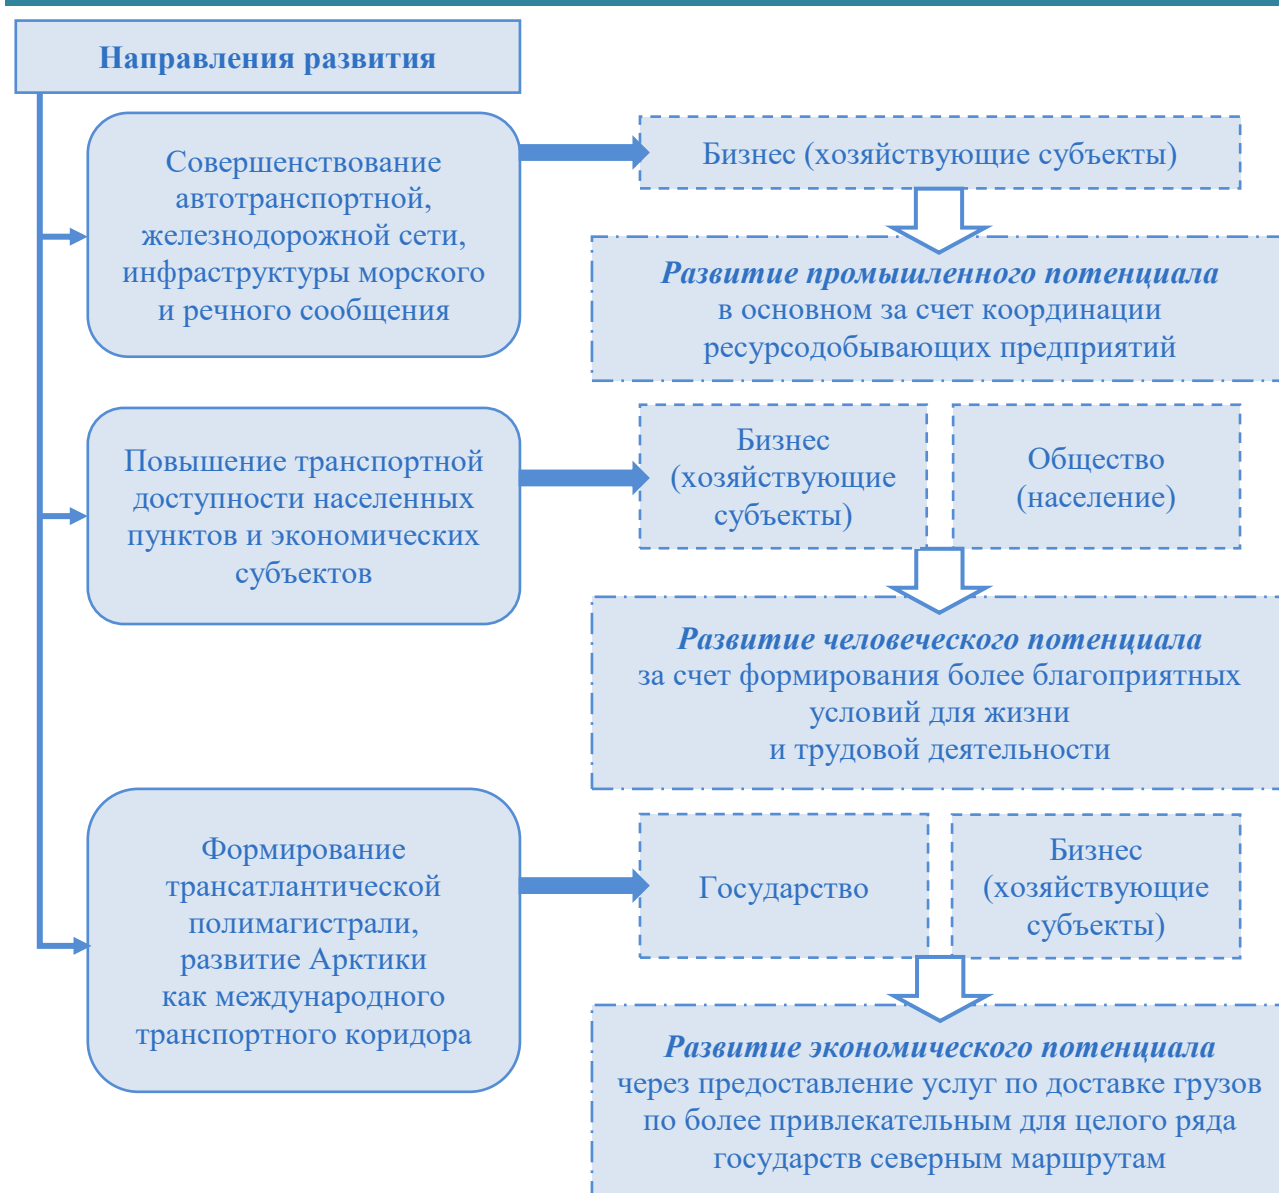 Направления развития
Совершенствование
автотранспортной,
железнодорожной сети,
инфраструктуры морского
и речного сообщения
Бизнес (хозяйствующие субъекты)
Развитие промышленного потенциала
в основном за счет координации
ресурсодобывающих предприятий
Повышение транспортной
доступности населенных
пунктов и экономических
субъектов
Бизнес
(хозяйствующие
субъекты)
Общество
(население)
Развитие человеческого потенциала
за счет формирования более благоприятных
условий для жизни
и трудовой деятельности
Формирование
трансатлантической
полимагистрали,
развитие Арктики
как международного
транспортного коридора
Государство
Бизнес
(хозяйствующие
субъекты)
Развитие экономического потенциала
через предоставление услуг по доставке грузов
по более привлекательным для целого ряда
государств северным маршрутам